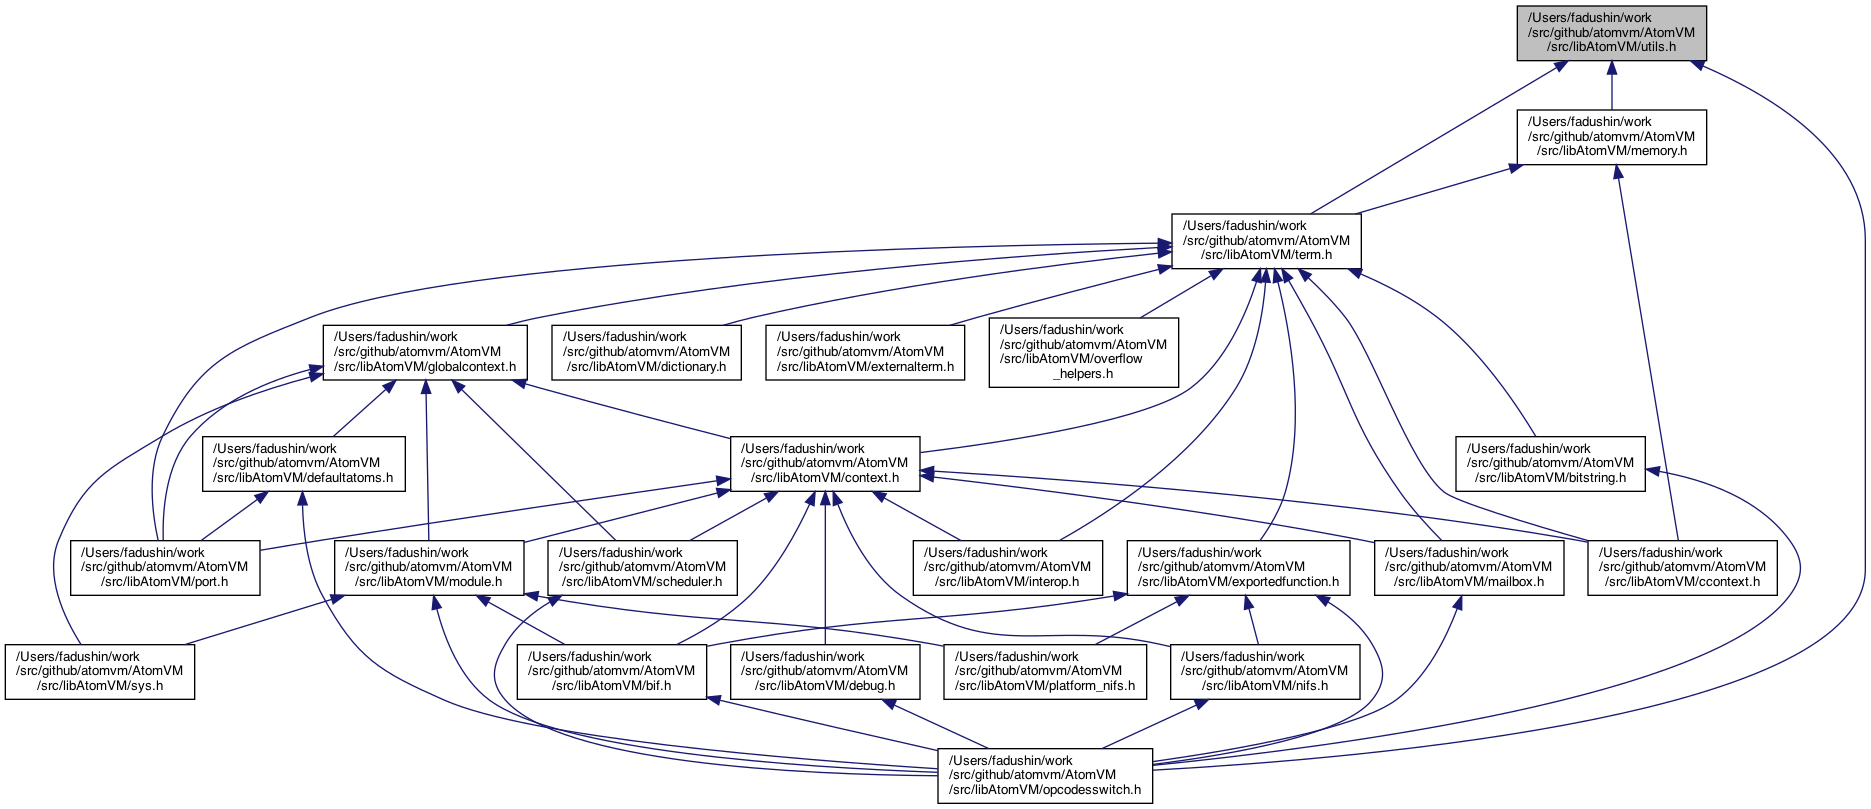 /Users/fadushin/work
/src/github/atomvm/AtomVM
/src/libAtomVM/utils.h
/Users/fadushin/work
/src/github/atomvm/AtomVM
/src/libAtomVM/memory.h
/Users/fadushin/work
/src/github/atomvm/AtomVM
/src/libAtomVM/term.h
/Users/fadushin/work
/src/github/atomvm/AtomVM
/src/libAtomVM/globalcontext.h
/Users/fadushin/work
/src/github/atomvm/AtomVM
/src/libAtomVM/dictionary.h
/Users/fadushin/work
/src/github/atomvm/AtomVM
/src/libAtomVM/externalterm.h
/Users/fadushin/work
/src/github/atomvm/AtomVM
/src/libAtomVM/overflow
_helpers.h
/Users/fadushin/work
/src/github/atomvm/AtomVM
/src/libAtomVM/defaultatoms.h
/Users/fadushin/work
/src/github/atomvm/AtomVM
/src/libAtomVM/context.h
/Users/fadushin/work
/src/github/atomvm/AtomVM
/src/libAtomVM/bitstring.h
/Users/fadushin/work
/src/github/atomvm/AtomVM
/src/libAtomVM/port.h
/Users/fadushin/work
/src/github/atomvm/AtomVM
/src/libAtomVM/module.h
/Users/fadushin/work
/src/github/atomvm/AtomVM
/src/libAtomVM/scheduler.h
/Users/fadushin/work
/src/github/atomvm/AtomVM
/src/libAtomVM/interop.h
/Users/fadushin/work
/src/github/atomvm/AtomVM
/src/libAtomVM/exportedfunction.h
/Users/fadushin/work
/src/github/atomvm/AtomVM
/src/libAtomVM/mailbox.h
/Users/fadushin/work
/src/github/atomvm/AtomVM
/src/libAtomVM/ccontext.h
/Users/fadushin/work
/src/github/atomvm/AtomVM
/src/libAtomVM/sys.h
/Users/fadushin/work
/src/github/atomvm/AtomVM
/src/libAtomVM/bif.h
/Users/fadushin/work
/src/github/atomvm/AtomVM
/src/libAtomVM/debug.h
/Users/fadushin/work
/src/github/atomvm/AtomVM
/src/libAtomVM/platform_nifs.h
/Users/fadushin/work
/src/github/atomvm/AtomVM
/src/libAtomVM/nifs.h
/Users/fadushin/work
/src/github/atomvm/AtomVM
/src/libAtomVM/opcodesswitch.h